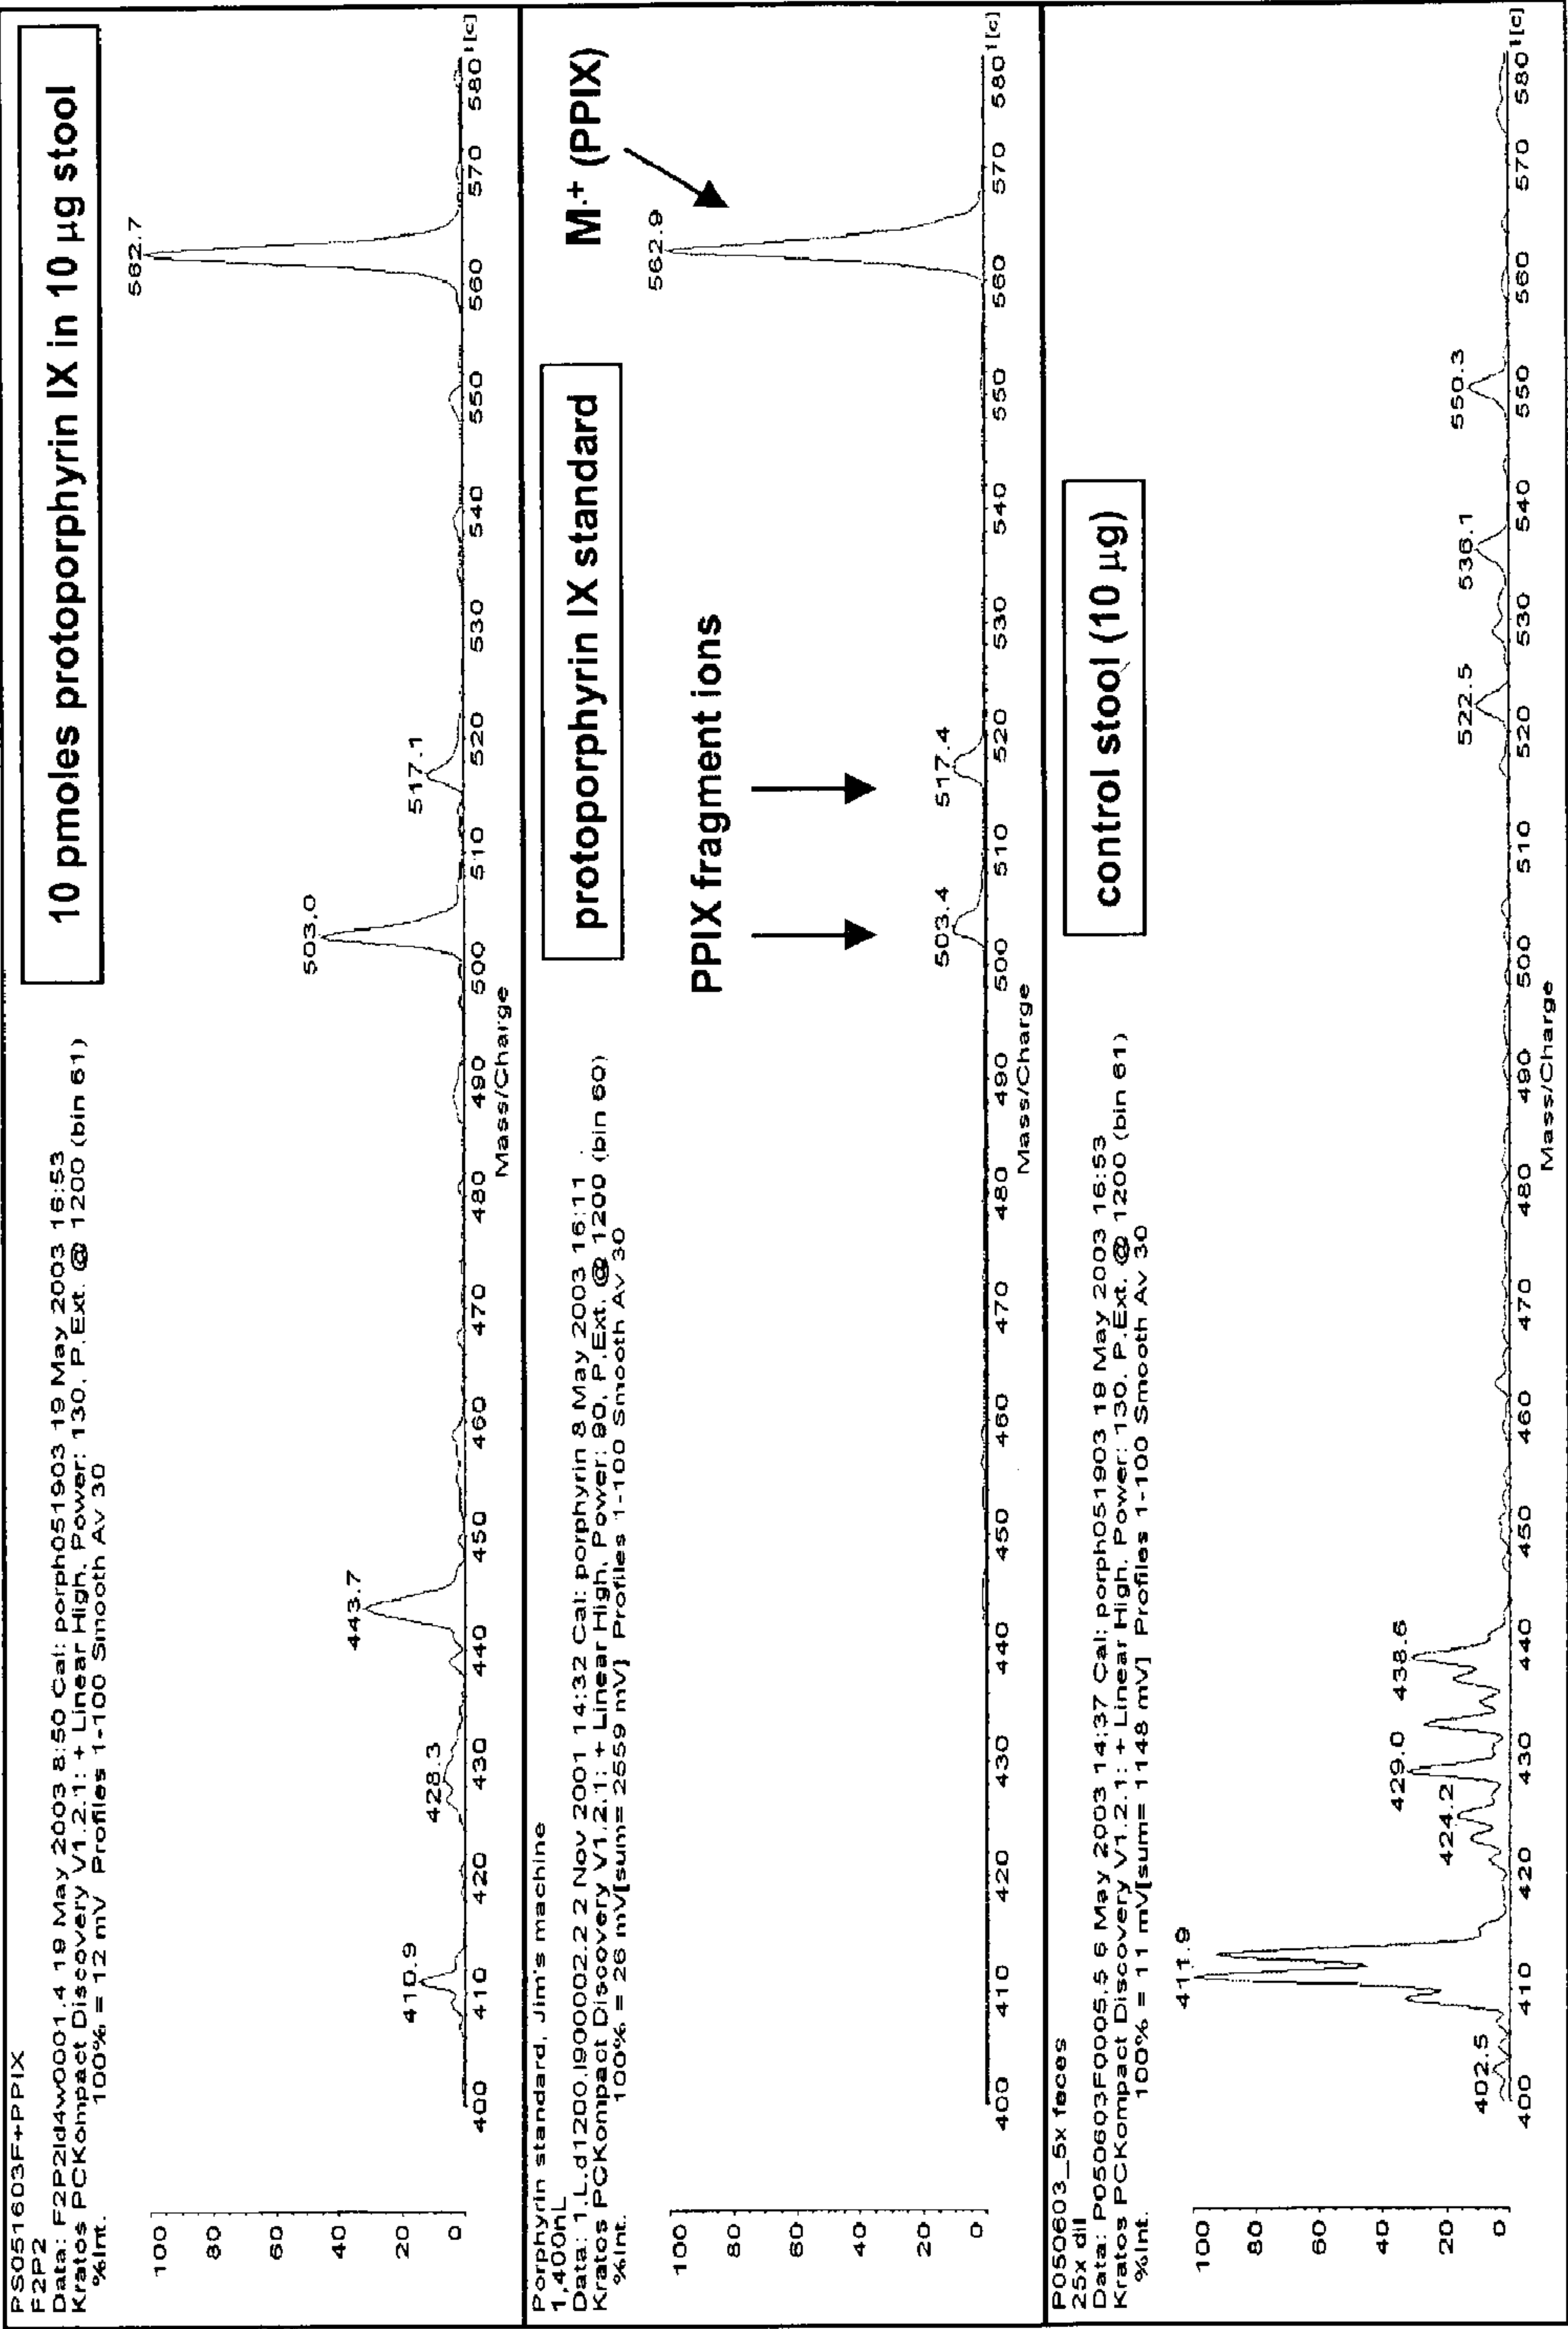 PS051603F+PPIX
F2P2
Data: F2P2ld4w0001.4 19 May 2003 8:50 Cal: porph051903 19 May 2003 16:53
Kratos PCKompact Discovery V1.2.1: + Linear High, Power: 130, P.Ext. @ 1200 (bin 61)
%Int. 100% = 12 mV Profiles 1-100 Smooth Av 30
10 pmoles protoporphyrin IX in 10 µg stool
100
80
60
40
20
0
410.9
428.3
443.7
503.0
517.1
562.7
400 410 420 430 440 450 460 470 480 490 500 510 520 530 540 550 560 570 580 1[c]
Mass/Charge
Porphyrin standard, Jim's machine
1,400nL
Data: 1.L.d1200.I900002.2 2 Nov 2001 14:32 Cal: porphyrin 8 May 2003 16:11
Kratos PCKompact Discovery V1.2.1: + Linear High, Power: 90, P.Ext. @ 1200 (bin 60)
%Int. 100% = 26 mV[sum= 2559 mV] Profiles 1-100 Smooth Av 30
protoporphyrin IX standard
M·+ (PPIX)
PPIX fragment ions
100
80
60
40
20
0
503.4
517.4
562.9
400 410 420 430 440 450 460 470 480 490 500 510 520 530 540 550 560 570 580 1[c]
Mass/Charge
P050603_5x feces
25x dil
Data: P050603F0005.5 6 May 2003 14:37 Cal: porph051903 19 May 2003 16:53
Kratos PCKompact Discovery V1.2.1: + Linear High, Power: 130, P.Ext. @ 1200 (bin 61)
%Int. 100% = 11 mV[sum= 1148 mV] Profiles 1-100 Smooth Av 30
control stool (10 µg)
100
80
60
40
20
0
402.5
411.9
424.2
429.0
438.6
522.5
536.1
550.3
400 410 420 430 440 450 460 470 480 490 500 510 520 530 540 550 560 570 580 1[c]
Mass/Charge